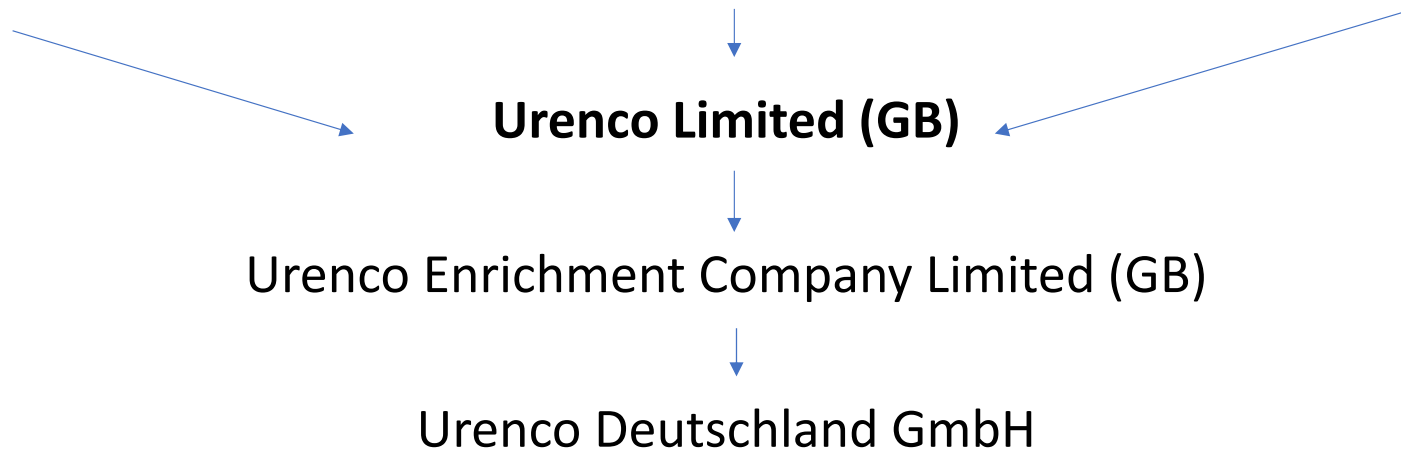 Urenco Limited (GB)
Urenco Enrichment Company Limited (GB)
Urenco Deutschland GmbH